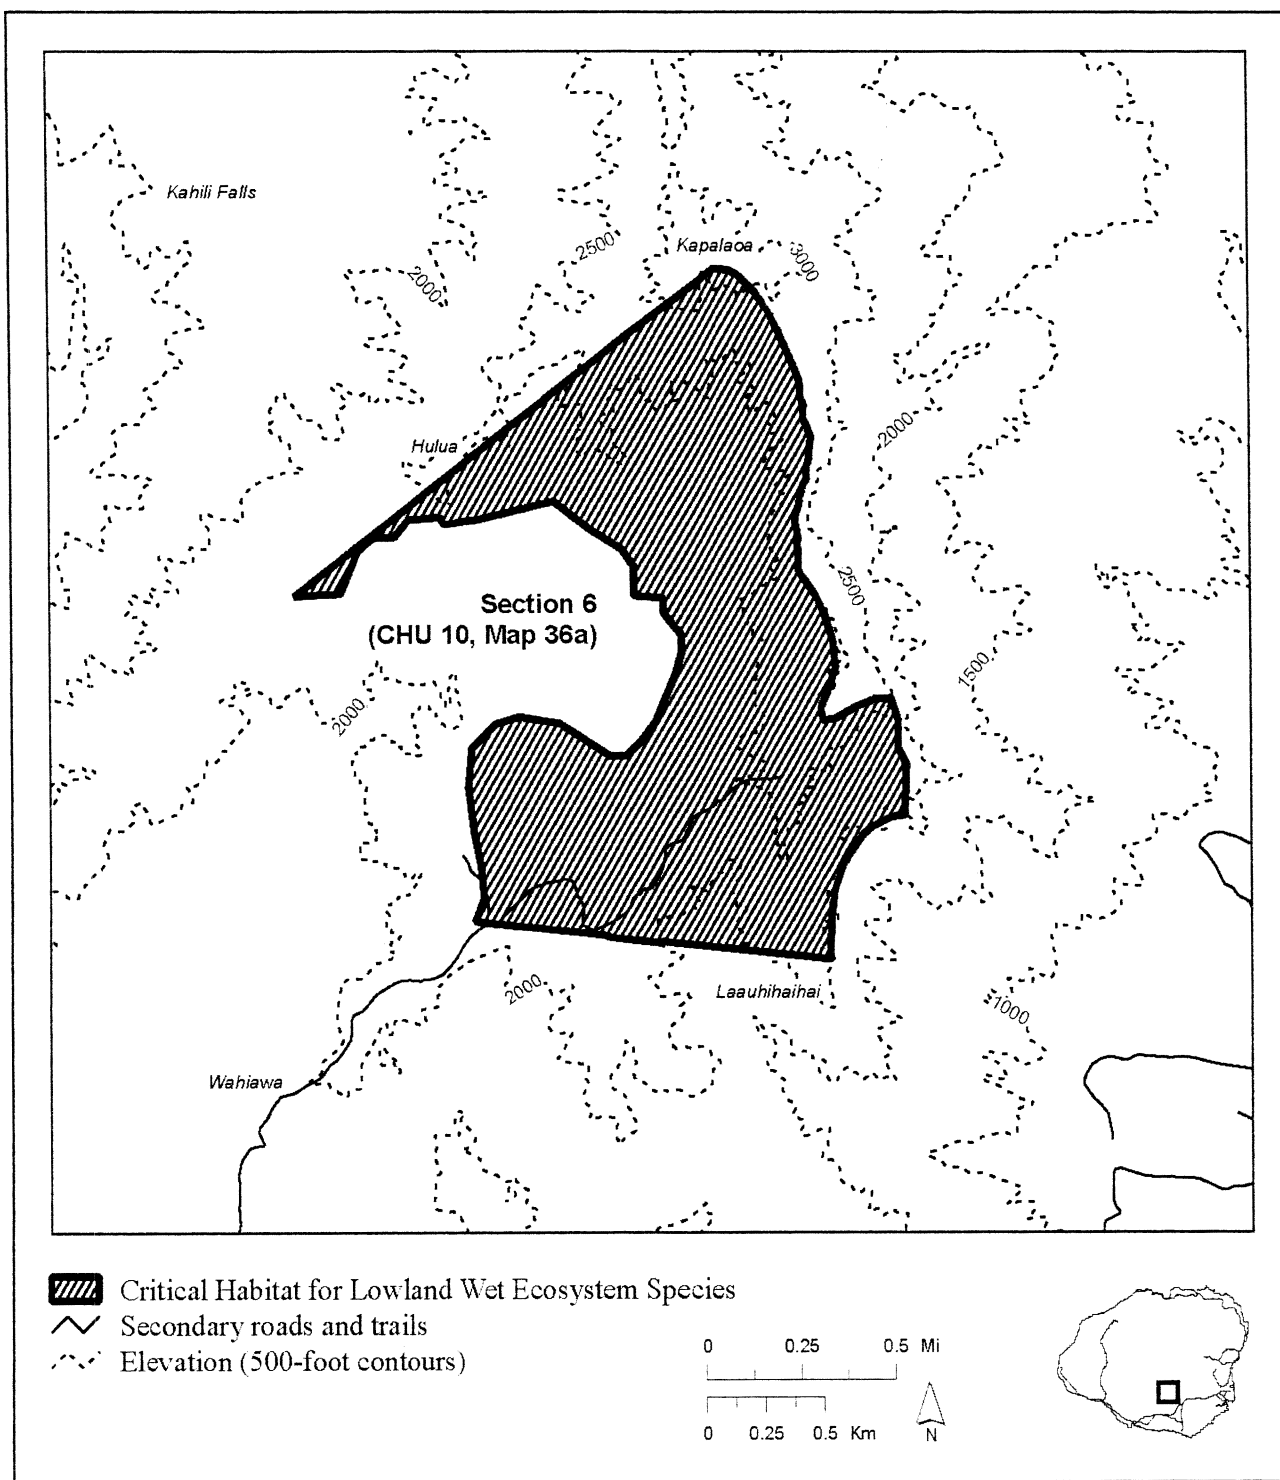 Kahili Falls
Kapalaoa
2500
3000
2000
Hulua
2000
2500
Section 6
(CHU 10, Map 36a)
1500
2000
2000
Laauhihaihai
1000
Wahiawa
Critical Habitat for Lowland Wet Ecosystem Species
Secondary roads and trails
Elevation (500-foot contours)
0 0.25 0.5 Mi
0 0.25 0.5 Km
N